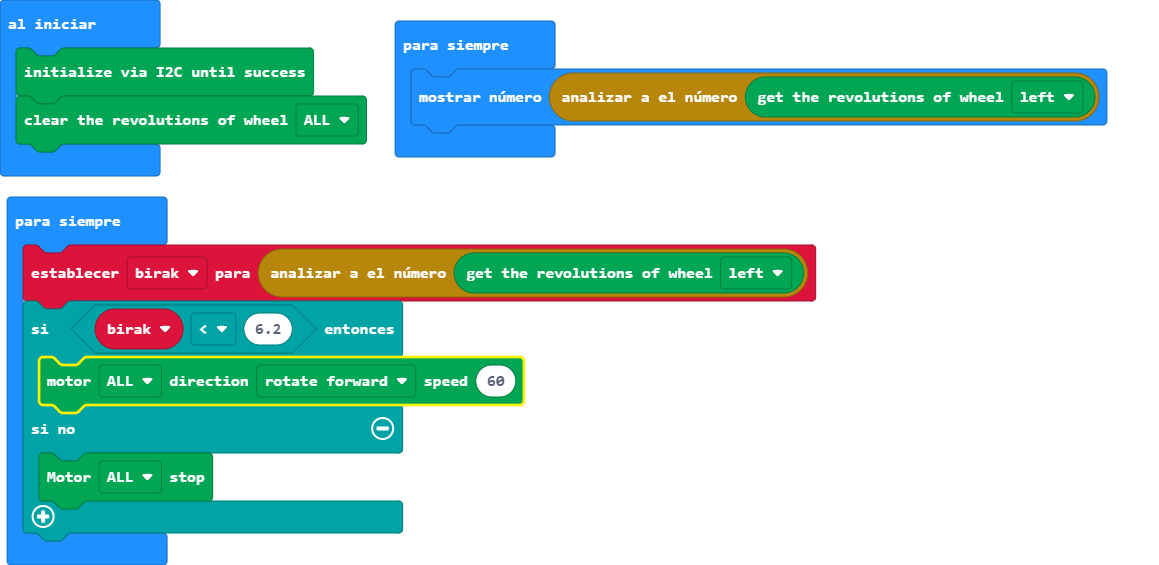 al iniciar
initialize via I2C until success
clear the revolutions of wheel ALL
para siempre
mostrar número analizar a el número get the revolutions of wheel left
para siempre
establecer birak para analizar a el número get the revolutions of wheel left
si birak < 6.2 entonces
motor ALL direction rotate forward speed 60
si no
Motor ALL stop